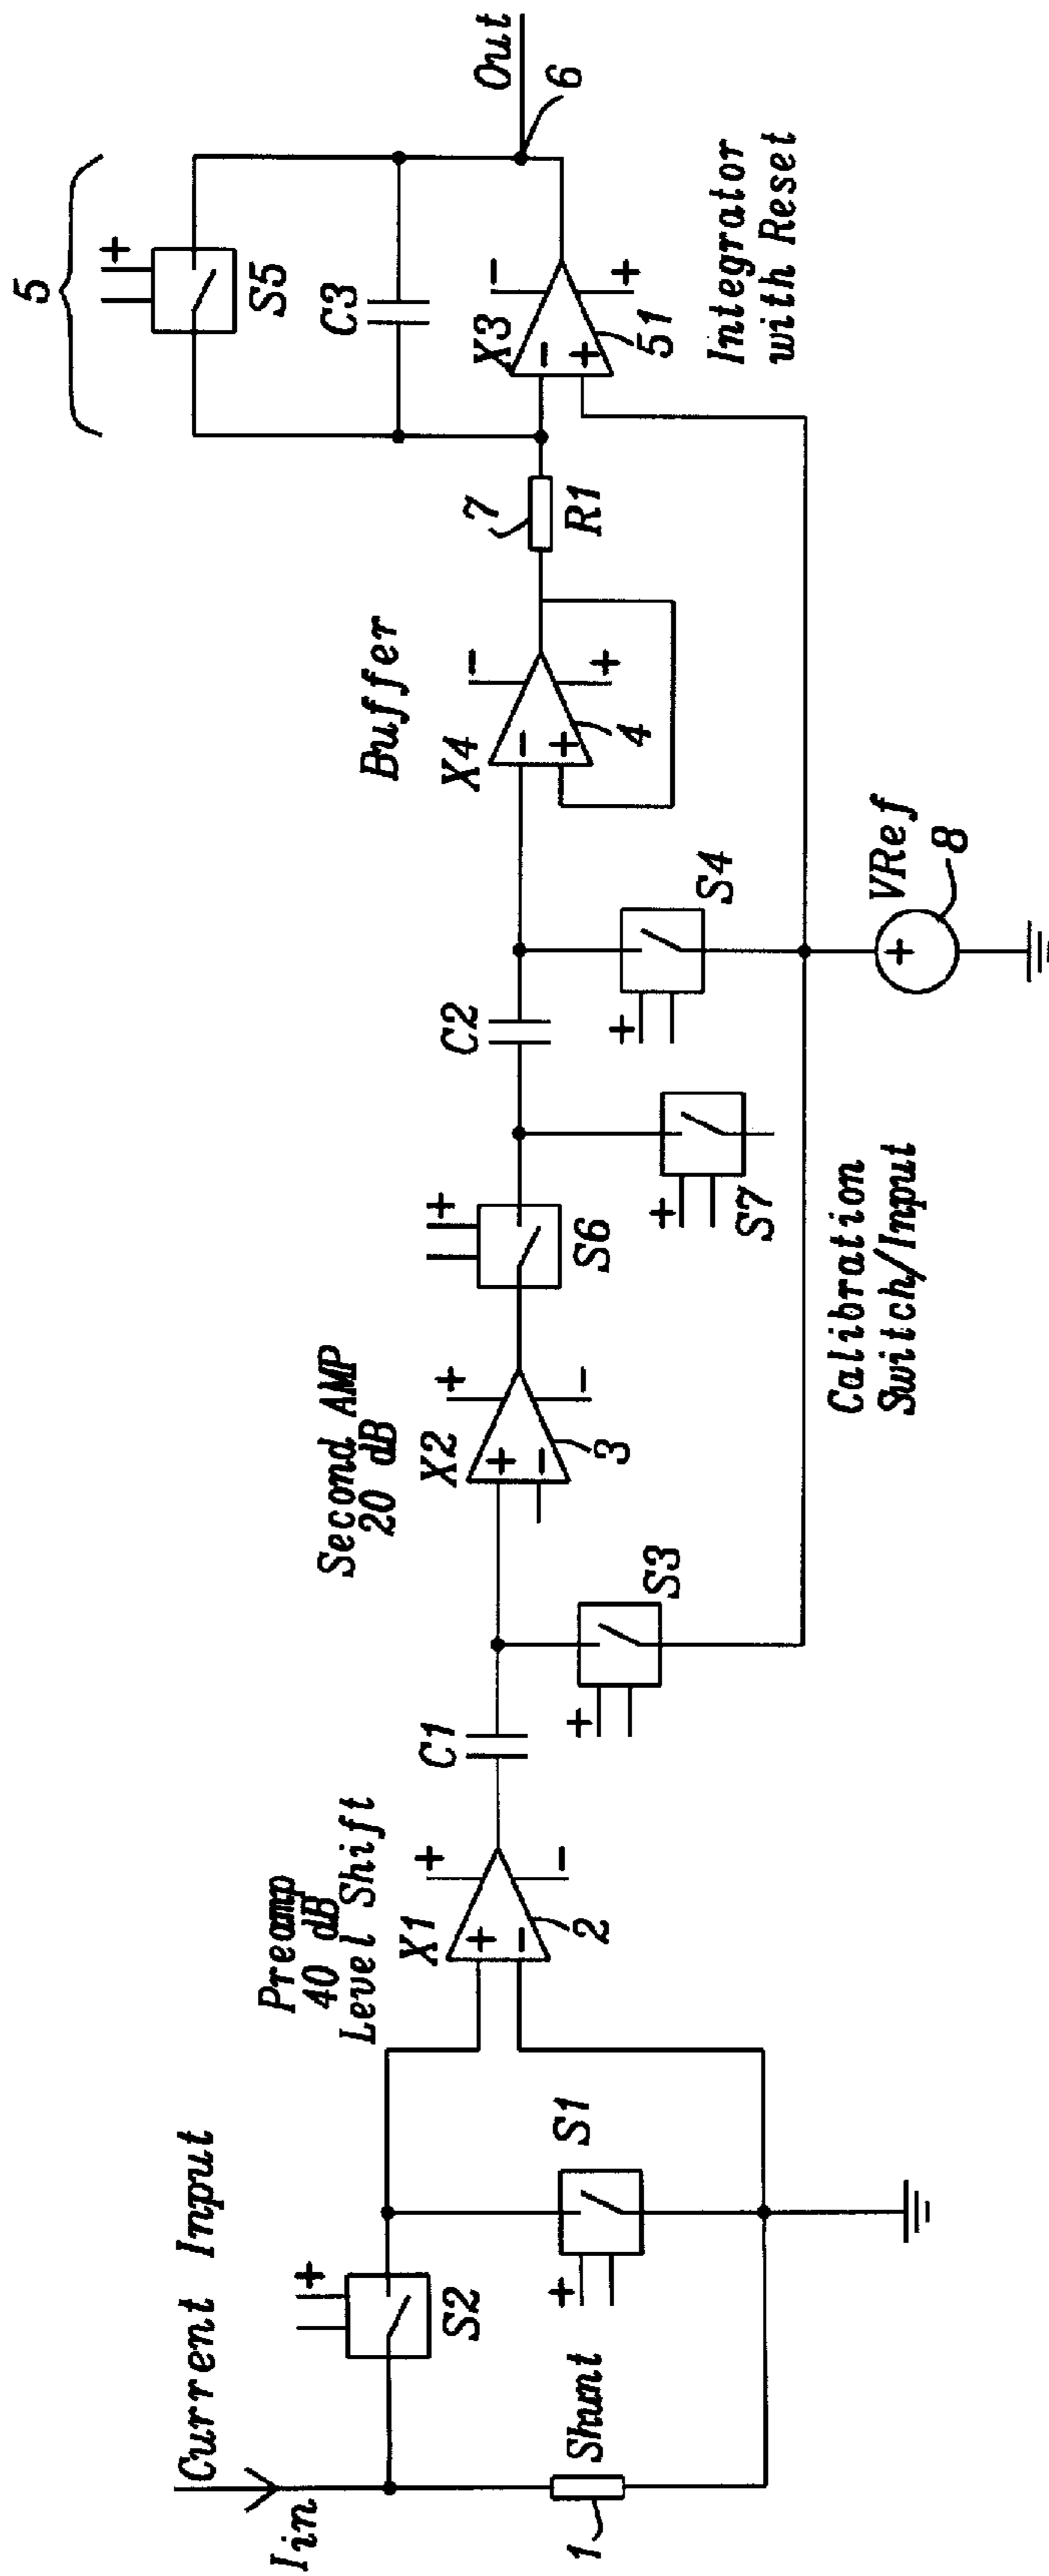 Current Input
Iin
S2
+
1
Shunt
+
S1
Preamp
40 dB
Level Shift
X1
+
+
-
-
2
C1
+
S3
Second AMP
20 dB
X2
+
+
-
-
3
+
S6
+
S7
Calibration
Switch/Input
C2
+
S4
VRef
+
8
Buffer
X4
-
-
+
+
4
7
R1
5
+
S5
C3
X3
-
-
+
+
51
Integrator
with Reset
Out
6